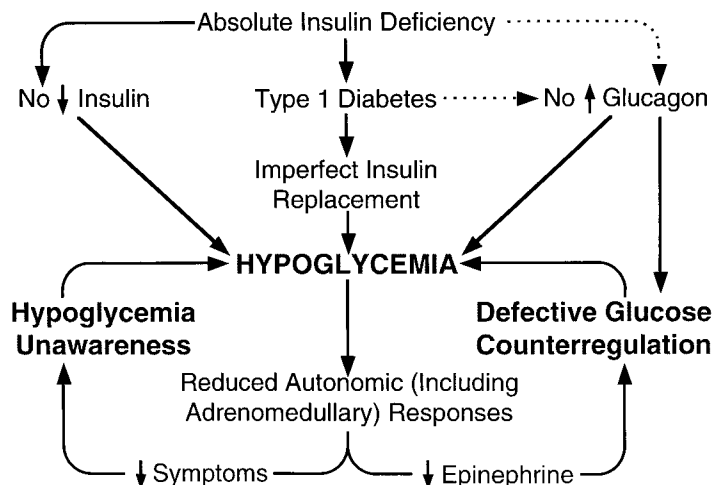 Absolute Insulin Deficiency
No ↓ Insulin
Type 1 Diabetes
No ↑ Glucagon
Imperfect Insulin
Replacement
HYPOGLYCEMIA
Hypoglycemia
Unawareness
Defective Glucose
Counterregulation
Reduced Autonomic (Including
Adrenomedullary) Responses
↓ Symptoms
↓ Epinephrine